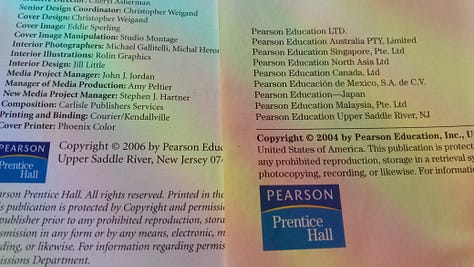 Director: Cheryl Asherman
Senior Design Coordinator: Christopher Weigand
Cover Design: Christopher Weigand
Cover Image: Eddie Sperling
Cover Image Manipulation: Studio Montage
Interior Photographers: Michael Gallitelli, Michal Heron
Interior Illustrations: Rolin Graphics
Interior Design: Jill Little
Media Project Manager: John J. Jordan
Manager of Media Production: Amy Peltier
New Media Project Manager: Stephen J. Hartner
Composition: Carlisle Publishers Services
Printing and Binding: Courier/Kendallville
Cover Printer: Phoenix Color
Copyright © 2006 by Pearson
Upper Saddle River, New Jersey
PEARSON
Prentice
Hall
Prentice Hall. All rights reserved. Printed in the
is publication is protected by Copyright and
publisher prior to any prohibited reproduction,
in any form or by any means, electronic,
or likewise. For information regarding
Department.
Pearson Education LTD.
Pearson Education Australia PTY, Limited
Pearson Education Singapore, Pte. Ltd
Pearson Education North Asia Ltd
Pearson Education Canada, Ltd
Pearson Educación de Mexico, S.A. de C.V.
Pearson Education—Japan
Pearson Education Malaysia, Pte. Ltd
Pearson Education Upper Saddle River, NJ
Copyright © 2004 by Pearson Education, Inc., U
United States of America. This publication is
any prohibited reproduction, storage in a retrieval
photocopying, recording, or likewise. For
PEARSON
Prentice
Hall